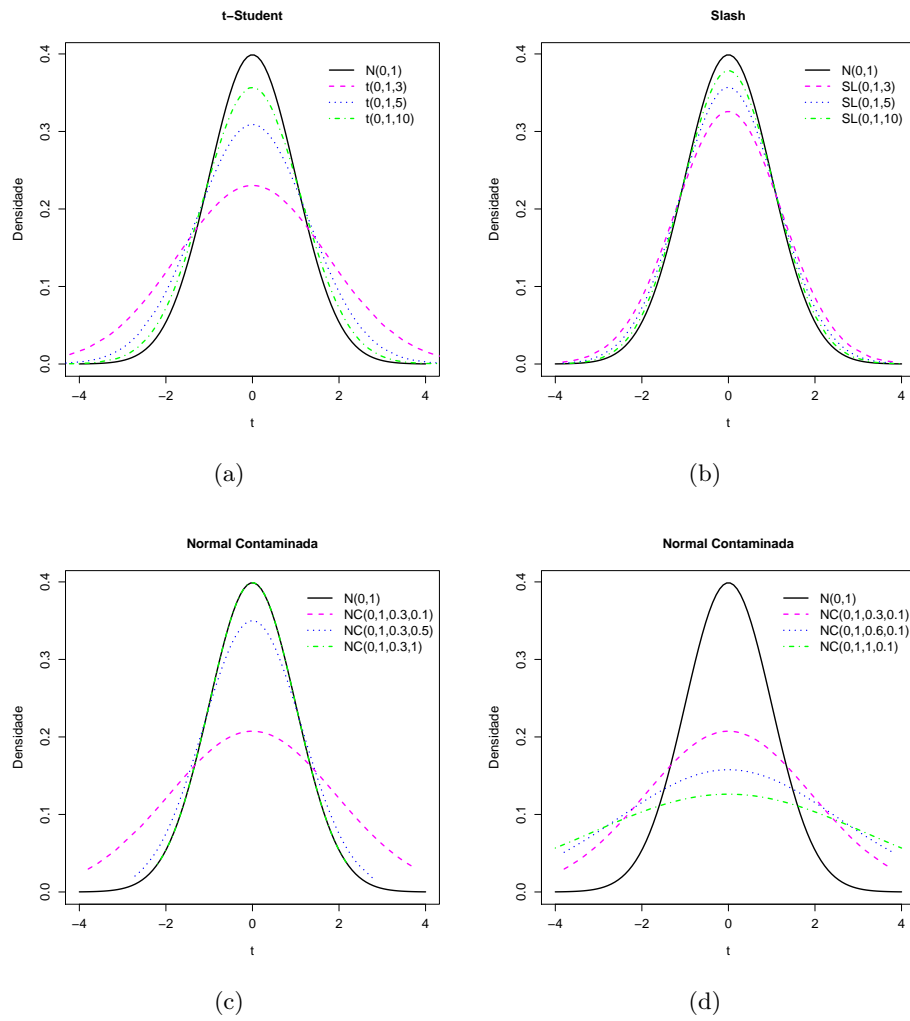 t−Student
Densidade
0.0
0.1
0.2
0.3
0.4
−4 −2 0 2 4
t
N(0,1)
t(0,1,3)
t(0,1,5)
t(0,1,10)
(a)
Slash
Densidade
0.0
0.1
0.2
0.3
0.4
−4 −2 0 2 4
t
N(0,1)
SL(0,1,3)
SL(0,1,5)
SL(0,1,10)
(b)
Normal Contaminada
Densidade
0.0
0.1
0.2
0.3
0.4
−4 −2 0 2 4
t
N(0,1)
NC(0,1,0.3,0.1)
NC(0,1,0.3,0.5)
NC(0,1,0.3,1)
(c)
Normal Contaminada
Densidade
0.0
0.1
0.2
0.3
0.4
−4 −2 0 2 4
t
N(0,1)
NC(0,1,0.3,0.1)
NC(0,1,0.6,0.1)
NC(0,1,1,0.1)
(d)